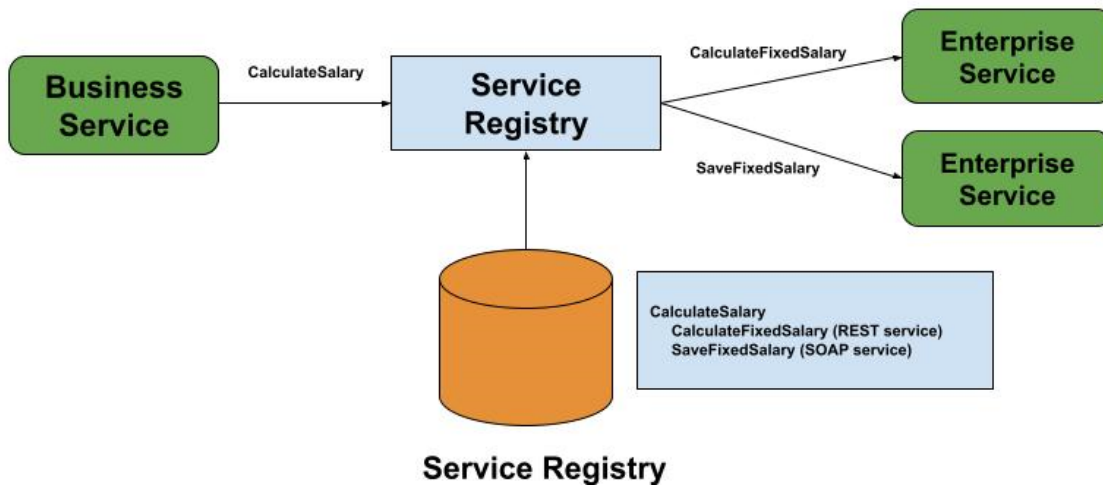 Business
Service
CalculateSalary
Service
Registry
CalculateFixedSalary
SaveFixedSalary
Enterprise
Service
Enterprise
Service
CalculateSalary
CalculateFixedSalary (REST service)
SaveFixedSalary (SOAP service)
Service Registry